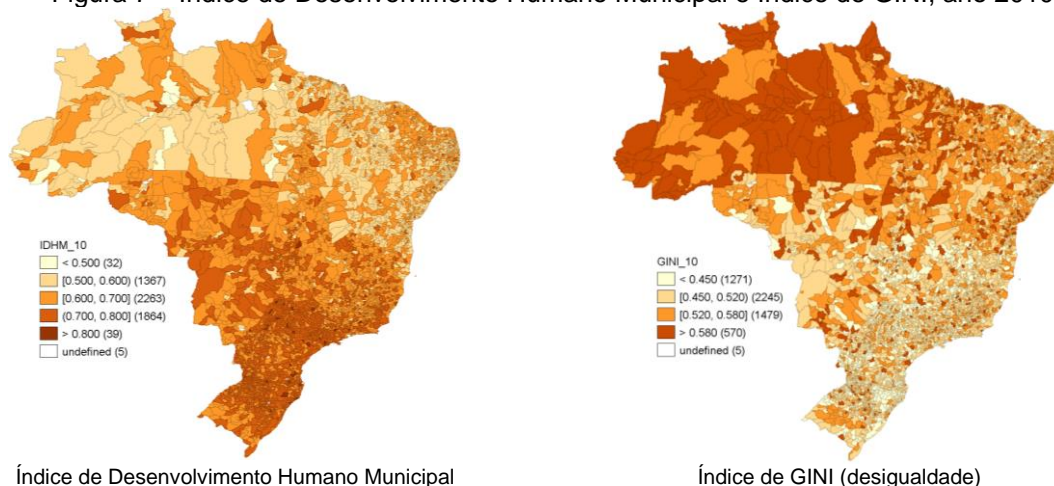 Figura – Índice de Desenvolvimento Humano Municipal e Índice de GINI, ano 2010
IDHM_10
< 0.500 (32)
[0.500, 0.600) (1367)
[0.600, 0.700] (2263)
(0.700, 0.800] (1864)
> 0.800 (39)
undefined (5)
GINI_10
< 0.450 (1271)
[0.450, 0.520) (2245)
[0.520, 0.580] (1479)
> 0.580 (570)
undefined (5)
Índice de Desenvolvimento Humano Municipal
Índice de GINI (desigualdade)